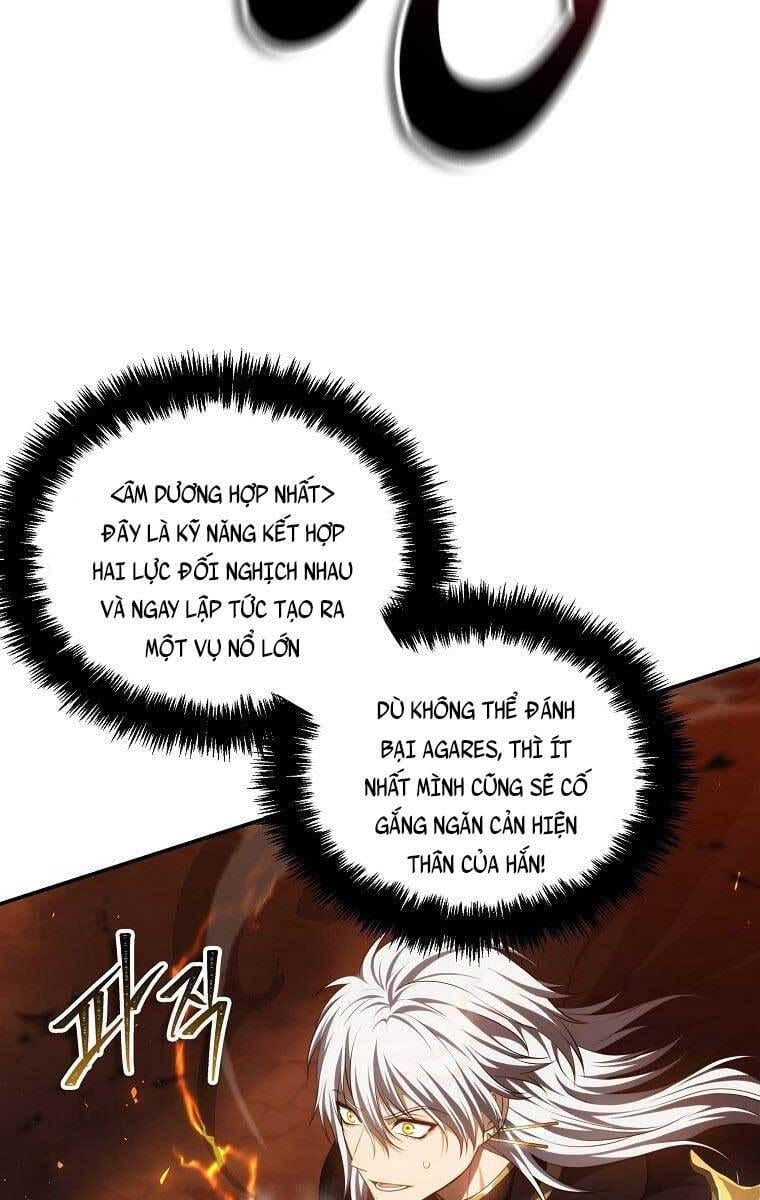 <ÂM DƯƠNG HỢP NHẤT>
ĐÂY LÀ KỸ NĂNG KẾT HỢP
HAI LỰC ĐỐI NGHỊCH NHAU
VÀ NGAY LẬP TỨC TẠO RA
MỘT VỤ NỔ LỚN
DÙ KHÔNG THỂ ĐÁNH
BẠI AGARES, THÌ ÍT
NHẤT MÌNH CŨNG SẼ CỐ
GẮNG NGĂN CẢN HIỆN
THÂN CỦA HẮN!
파직